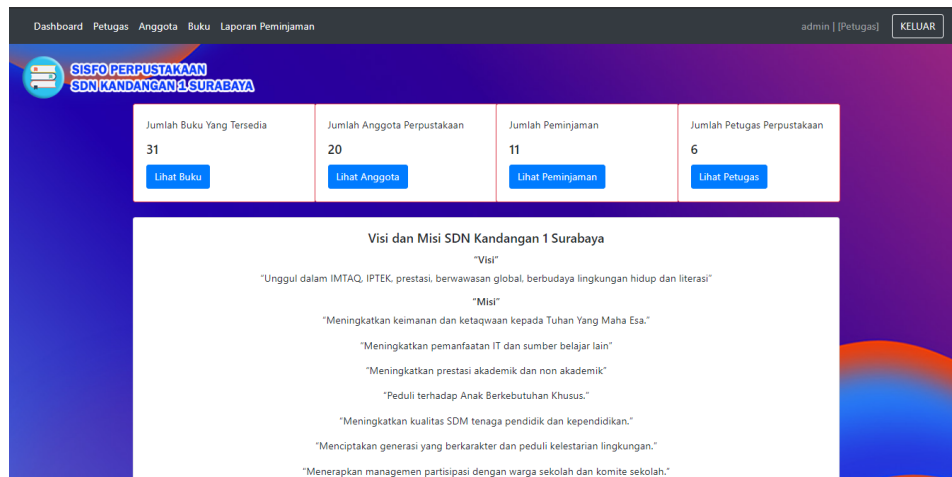 Dashboard Petugas Anggota Buku Laporan Peminjaman admin | [Petugas] KELUAR
SISFO PERPUSTAKAAN
SDN KANDANGAN 1 SURABAYA
Jumlah Buku Yang Tersedia Jumlah Anggota Perpustakaan Jumlah Peminjaman Jumlah Petugas Perpustakaan
31 20 11 6
Lihat Buku Lihat Anggota Lihat Peminjaman Lihat Petugas
Visi dan Misi SDN Kandangan 1 Surabaya
“Visi”
“Unggul dalam IMTAQ, IPTEK, prestasi, berwawasan global, berbudaya lingkungan hidup dan literasi”
“Misi”
“Meningkatkan keimanan dan ketaqwaan kepada Tuhan Yang Maha Esa.”
“Meningkatkan pemanfaatan IT dan sumber belajar lain”
“Meningkatkan prestasi akademik dan non akademik”
“Peduli terhadap Anak Berkebutuhan Khusus.”
“Meningkatkan kualitas SDM tenaga pendidik dan kependidikan.”
“Menciptakan generasi yang berkarakter dan peduli kelestarian lingkungan.”
“Menerapkan managemen partisipasi dengan warga sekolah dan komite sekolah.”